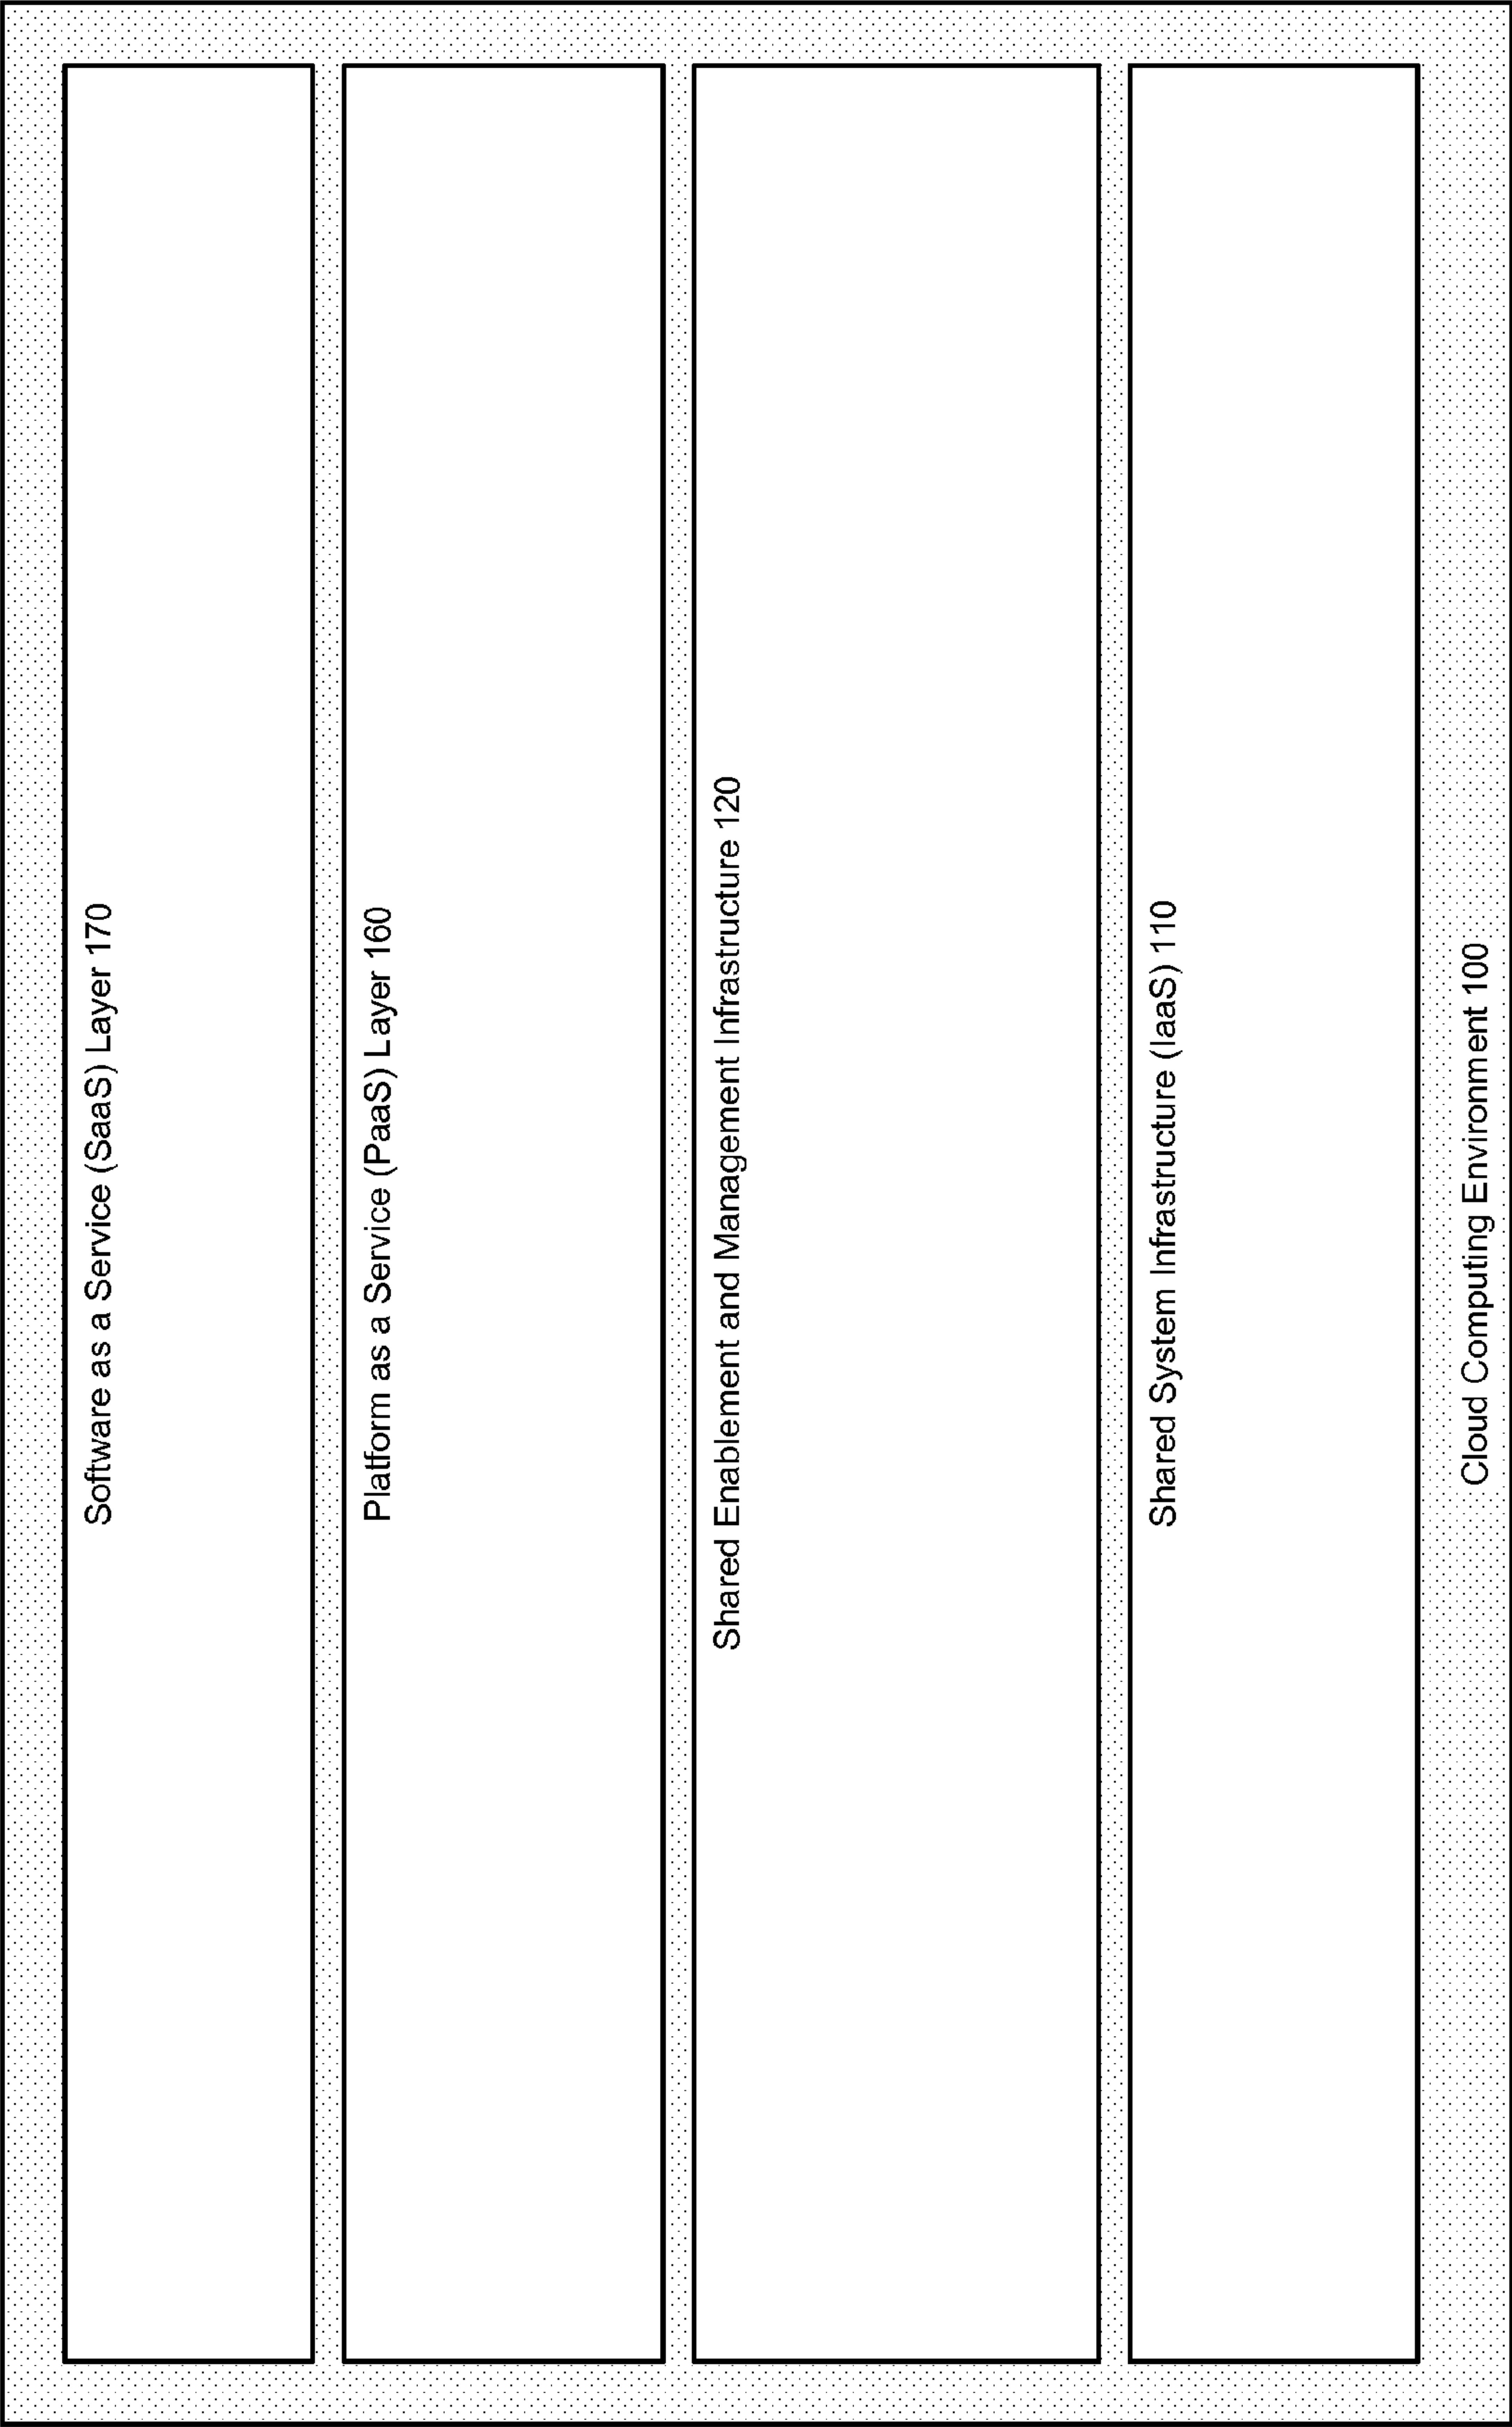 Software as a Service (SaaS) Layer 170
Platform as a Service (PaaS) Layer 160
Shared Enablement and Management Infrastructure 120
Shared System Infrastructure (IaaS) 110
Cloud Computing Environment 100